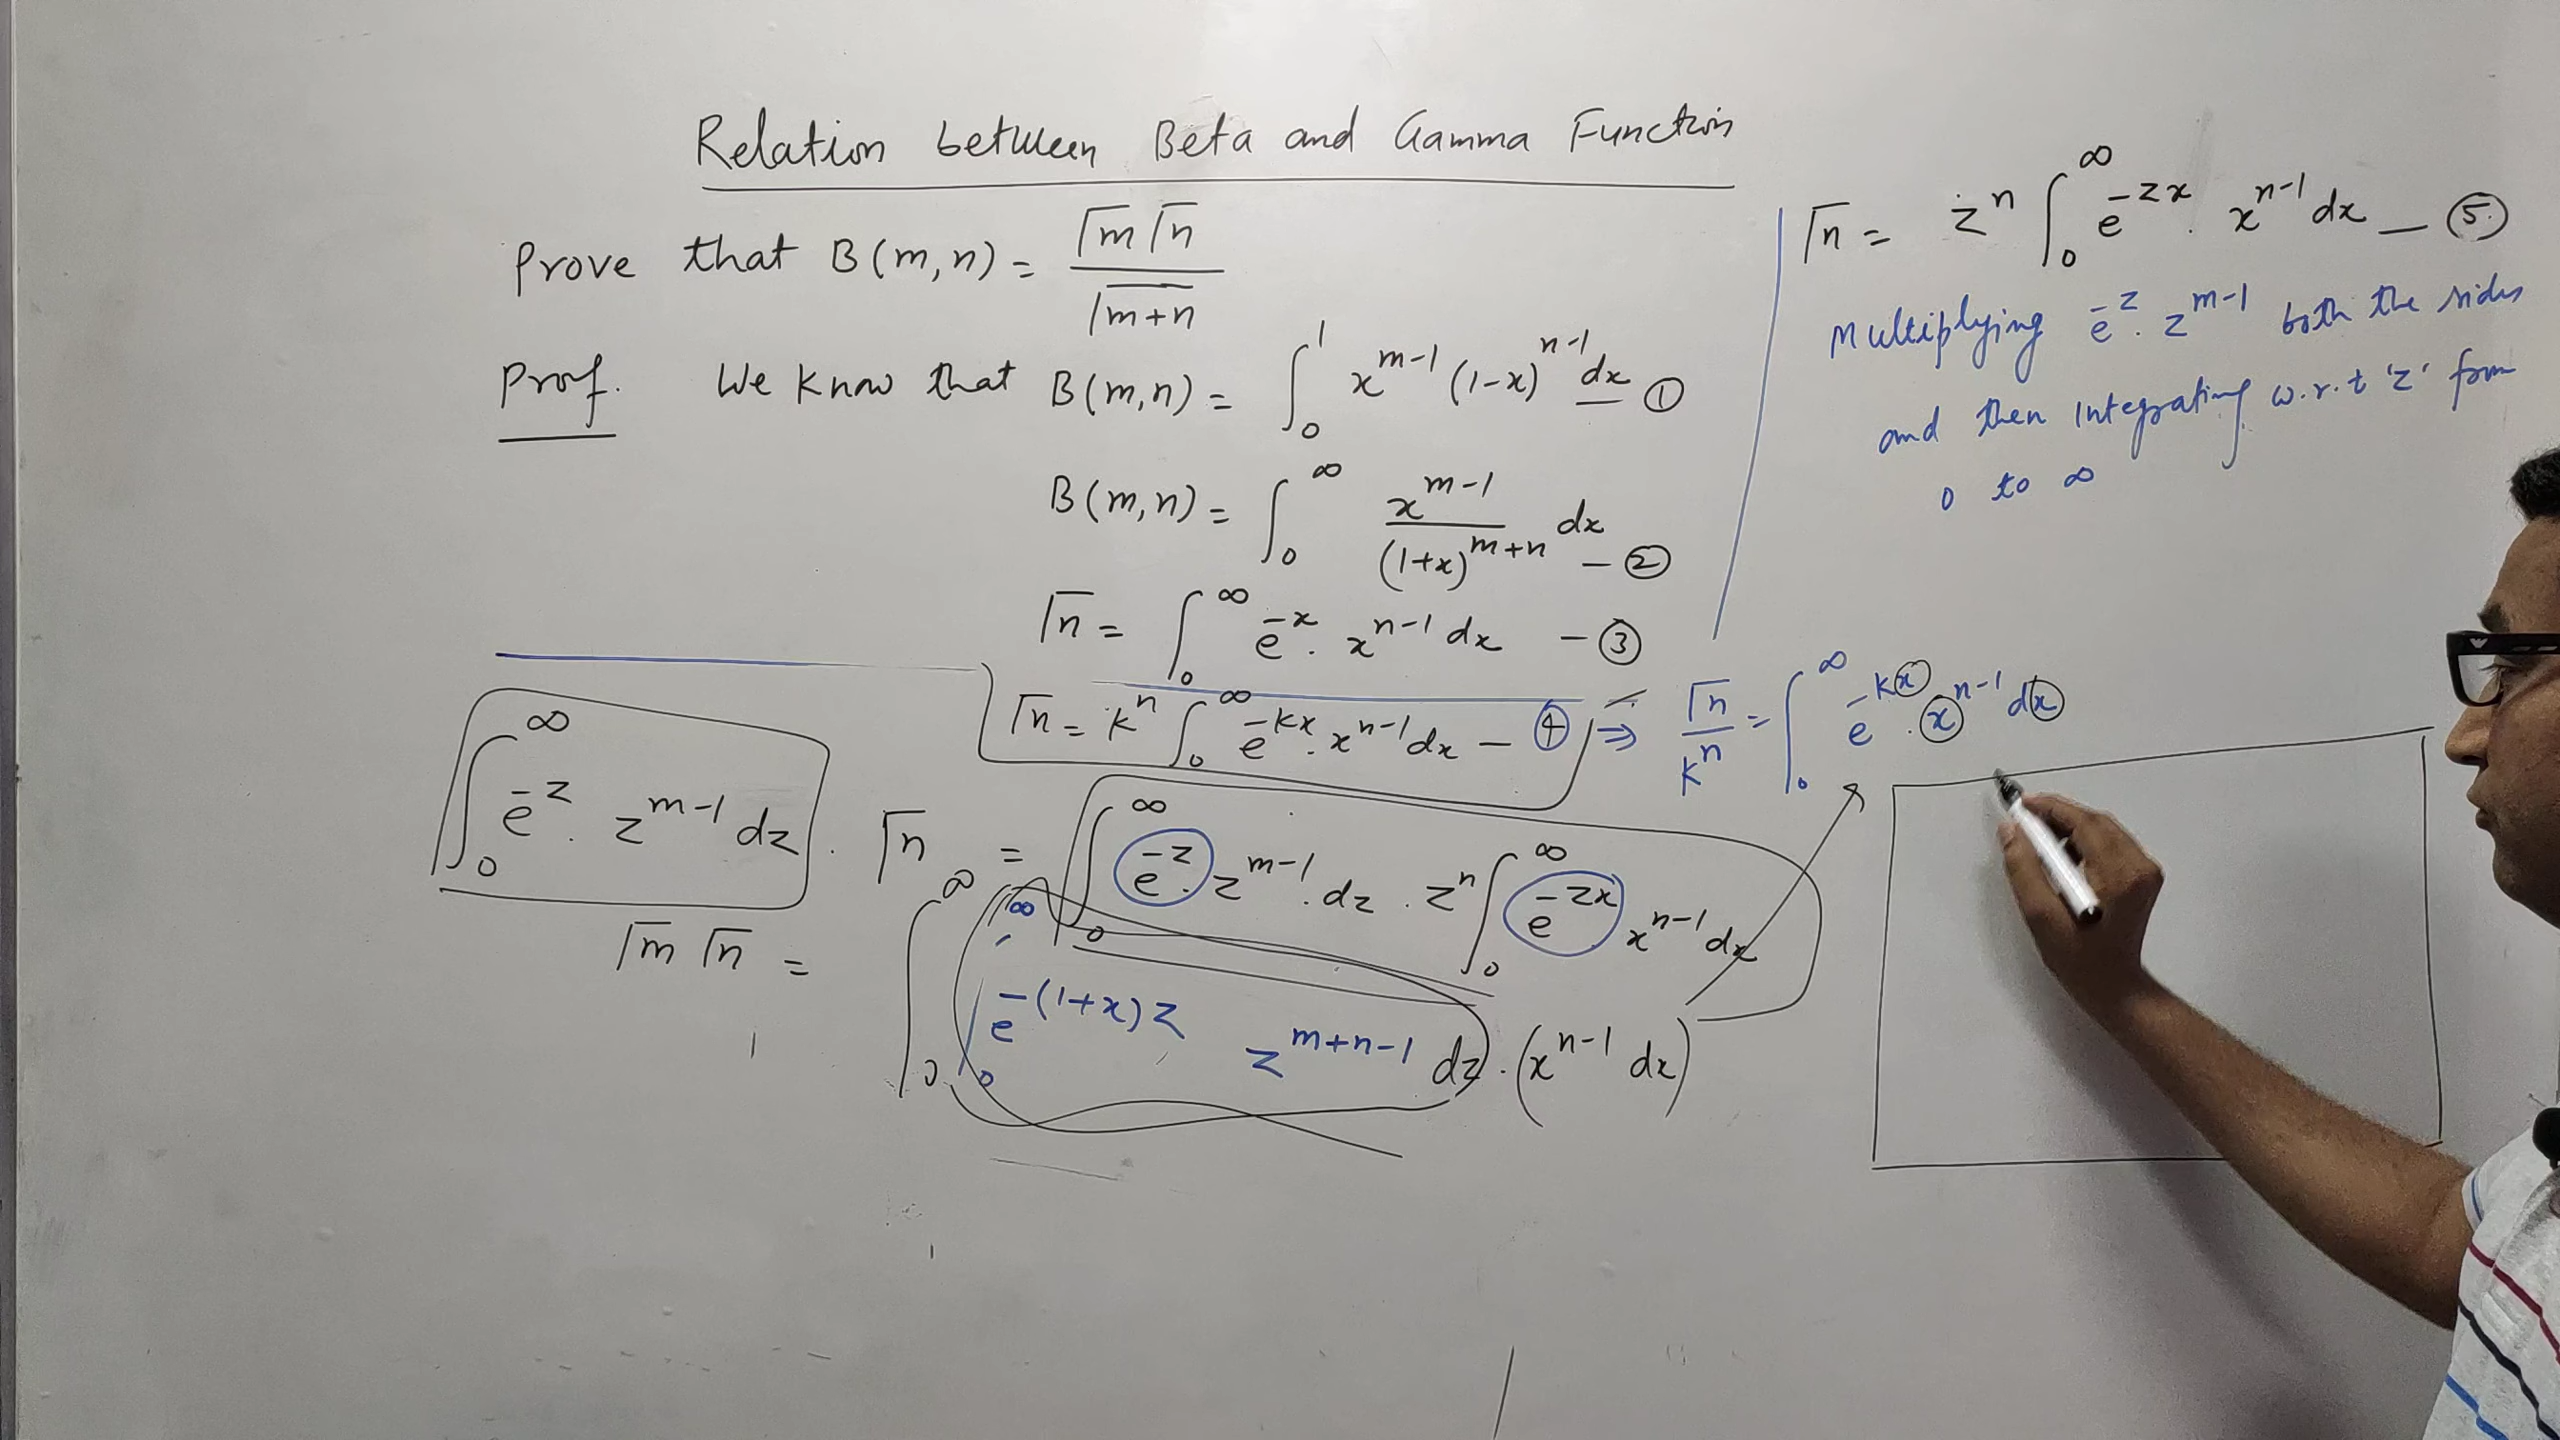 Relation between Beta and Gamma Function
Prove that B(m,n) = Γm Γn / Γm+n
Proof. We know that B(m,n) = ∫₀¹ x^{m-1} (1-x)^{n-1} dx — ①
B(m,n) = ∫₀^∞ x^{m-1} / (1+x)^{m+n} dx — ②
Γn = ∫₀^∞ e^{-x} . x^{n-1} dx — ③
Γn = k^n ∫₀^∞ e^{-kx} . x^{n-1} dx — ④ ⇒ Γn / k^n = ∫₀^∞ e^{-kx} . x^{n-1} dx
∫₀^∞ e^{-z} . z^{m-1} dz . Γn = ∫₀^∞ e^{-z} . z^{m-1} . dz . z^n ∫₀^∞ e^{-zx} x^{n-1} dx
Γm Γn = ∫₀^∞ ∫₀^∞ e^{-(1+x)z} z^{m+n-1} dz . (x^{n-1} dx)
Γn = z^n ∫₀^∞ e^{-zx} . x^{n-1} dx — ⑤
Multiplying e^{-z} . z^{m-1} both the sides
and then Integrating w.r.t 'z' from
0 to ∞